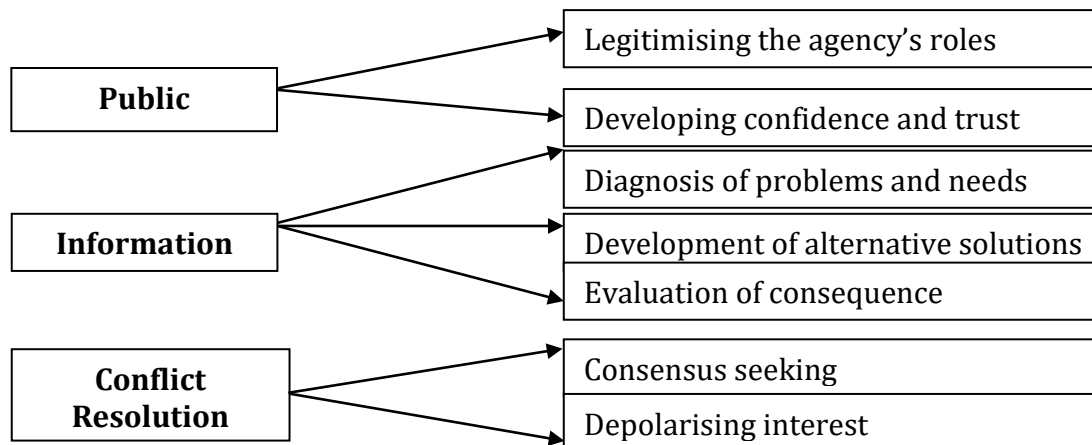 Public
Legitimising the agency’s roles
Developing confidence and trust
Information
Diagnosis of problems and needs
Development of alternative solutions
Evaluation of consequence
Conflict
Resolution
Consensus seeking
Depolarising interest